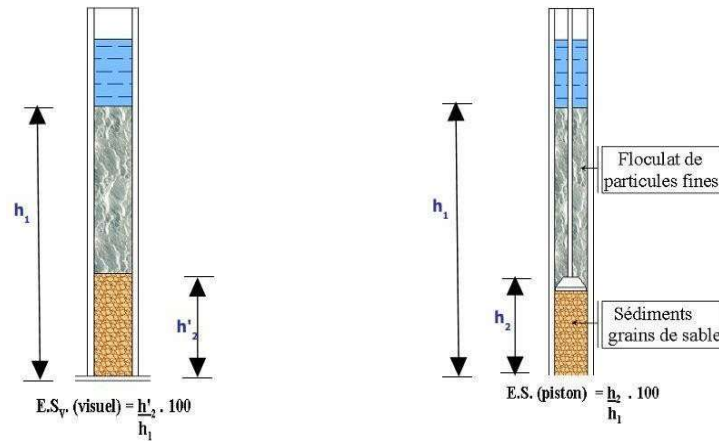 h1
h'2
E.Sv. (visuel) = h'2 . 100
h1
h1
h2
Floculat de
particules fines
Sédiments
grains de sable
E.S. (piston) = h2 . 100
h1